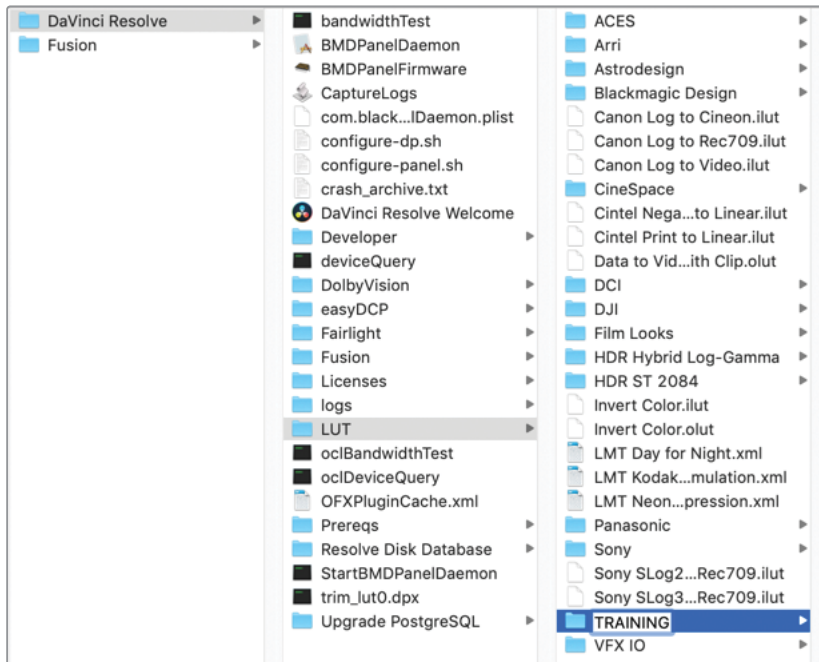 DaVinci Resolve
Fusion
bandwidthTest
BMDPanelDaemon
BMDPanelFirmware
CaptureLogs
com.black...lDaemon.plist
configure-dp.sh
configure-panel.sh
crash_archive.txt
DaVinci Resolve Welcome
Developer
deviceQuery
DolbyVision
easyDCP
Fairlight
Fusion
Licenses
logs
LUT
oclBandwidthTest
oclDeviceQuery
OFXPluginCache.xml
Prereqs
Resolve Disk Database
StartBMDPanelDaemon
trim_lut0.dpx
Upgrade PostgreSQL
ACES
Arri
Astrodesign
Blackmagic Design
Canon Log to Cineon.ilut
Canon Log to Rec709.ilut
Canon Log to Video.ilut
CineSpace
Cintel Nega...to Linear.ilut
Cintel Print to Linear.ilut
Data to Vid...ith Clip.olut
DCI
DJI
Film Looks
HDR Hybrid Log-Gamma
HDR ST 2084
Invert Color.ilut
Invert Color.olut
LMT Day for Night.xml
LMT Kodak...mulation.xml
LMT Neon...pression.xml
Panasonic
Sony
Sony SLog2...Rec709.ilut
Sony SLog3...Rec709.ilut
TRAINING
VFX IO